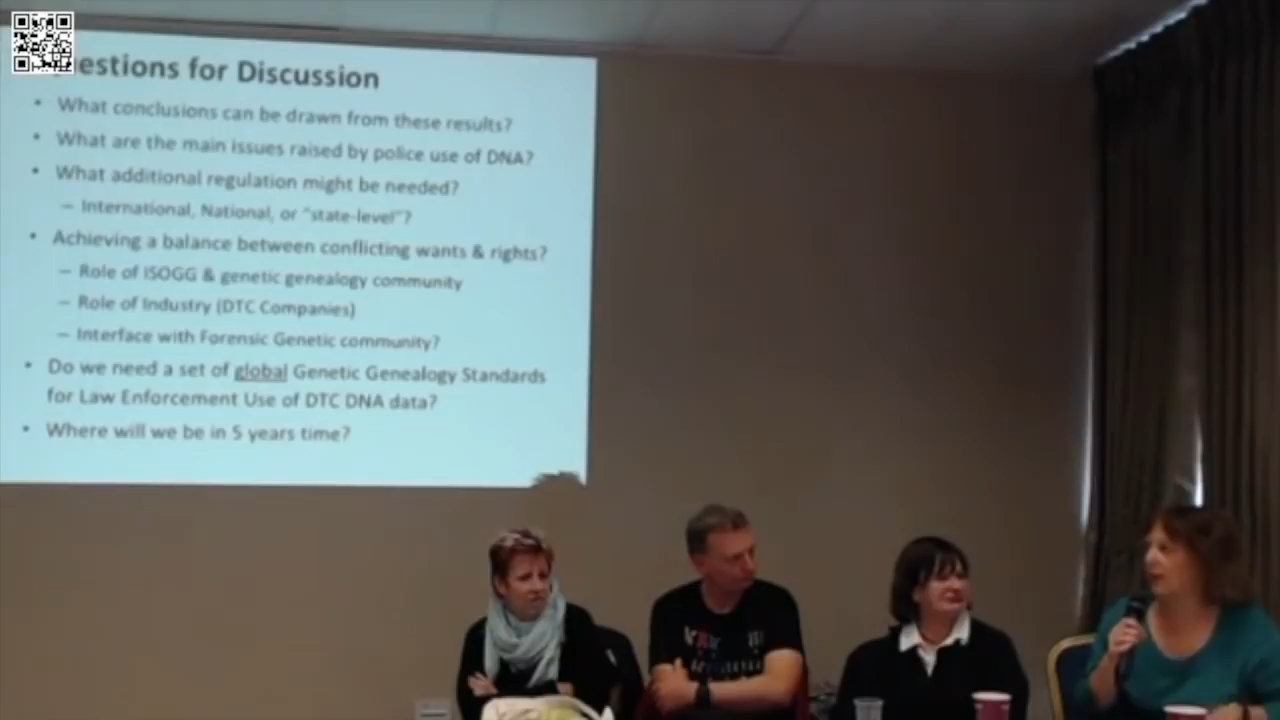 estions for Discussion
• What conclusions can be drawn from these results?
• What are the main issues raised by police use of DNA?
• What additional regulation might be needed?
– International, National, or "state-level"?
• Achieving a balance between conflicting wants & rights?
– Role of ISOGG & genetic genealogy community
– Role of Industry (DTC Companies)
– Interface with Forensic Genetic community?
• Do we need a set of global Genetic Genealogy Standards
for Law Enforcement Use of DTC DNA data?
• Where will we be in 5 years time?